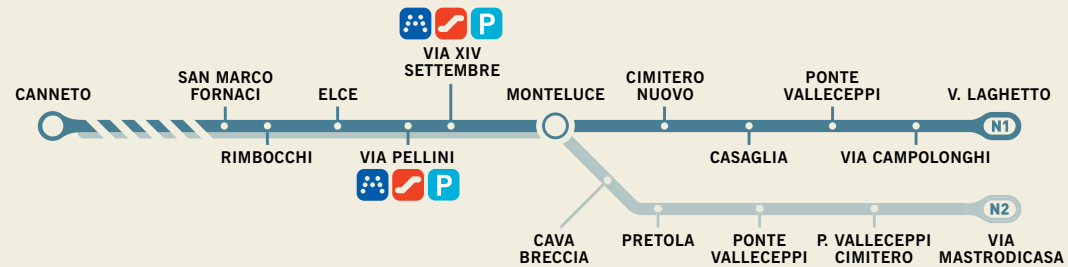 P
VIA XIV
SETTEMBRE
CANNETO
SAN MARCO
FORNACI
ELCE
MONTELUCE
CIMITERO
NUOVO
PONTE
VALLECEPPI
V. LAGHETTO
N1
RIMBOCCHI
VIA PELLINI
P
CASAGLIA
VIA CAMPOLONGHI
N2
CAVA
BRECCIA
PRETOLA
PONTE
VALLECEPPI
P. VALLECEPPI
CIMITERO
VIA
MASTRODICASA